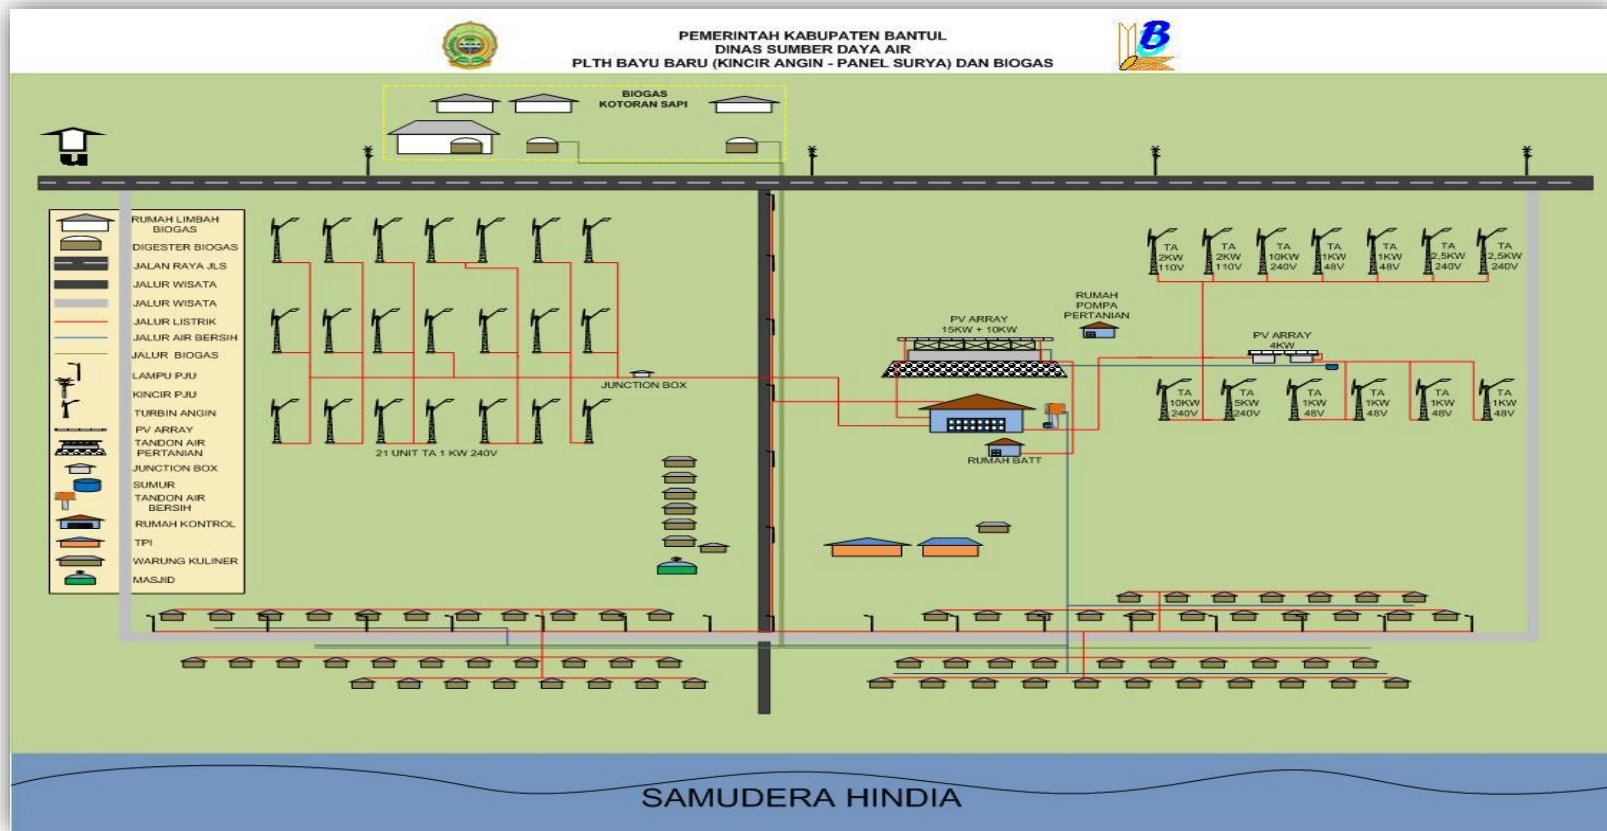 PEMERINTAH KABUPATEN BANTUL
DINAS SUMBER DAYA AIR
PLTH BAYU BARU (KINCIR ANGIN - PANEL SURYA) DAN BIOGAS
B
BIOGAS
KOTORAN SAPI
u
RUMAH LIMBAH
BIOGAS
DIGESTER BIOGAS
JALAN RAYA JLS
JALUR WISATA
JALUR WISATA
JALUR LISTRIK
JALUR AIR BERSIH
JALUR BIOGAS
LAMPU PJU
KINCIR PJU
TURBIN ANGIN
PV ARRAY
TANDON AIR
PERTANIAN
JUNCTION BOX
SUMUR
TANDON AIR
BERSIH
RUMAH KONTROL
TPI
WARUNG KULINER
MASJID
JUNCTION BOX
21 UNIT TA 1 KW 240V
PV ARRAY
15KW + 10KW
RUMAH
POMPA
PERTANIAN
RUMAH BATT
TA
2KW
110V
TA
2KW
110V
TA
10KW
240V
TA
1KW
48V
TA
1KW
48V
TA
2,5KW
240V
TA
2,5KW
240V
PV ARRAY
4KW
TA
10KW
240V
TA
5KW
240V
TA
1KW
48V
TA
1KW
48V
TA
1KW
48V
TA
1KW
48V
SAMUDERA HINDIA